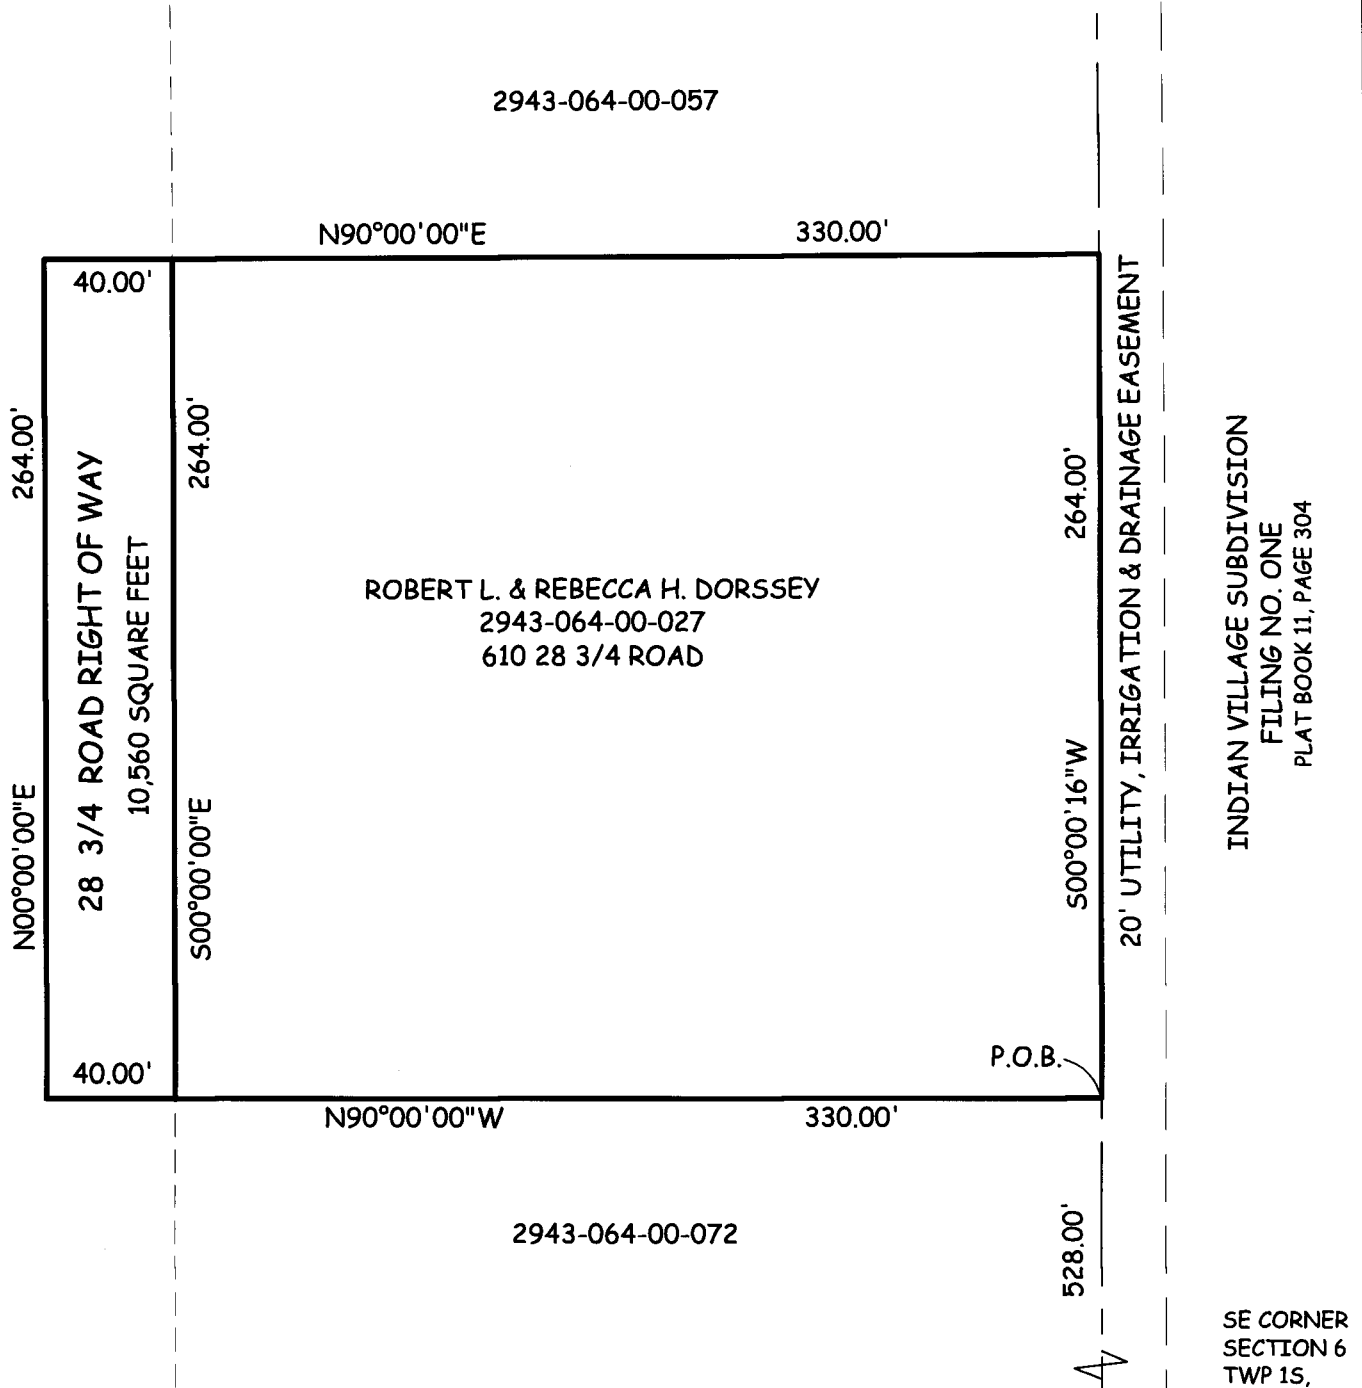 2943-064-00-057
N90°00'00"E 330.00'
40.00'
264.00'
N00°00'00"E
28 3/4 ROAD RIGHT OF WAY
10,560 SQUARE FEET
264.00'
S00°00'00"E
ROBERT L. & REBECCA H. DORSSEY
2943-064-00-027
610 28 3/4 ROAD
264.00'
S00°00'16"W
20' UTILITY, IRRIGATION & DRAINAGE EASEMENT
INDIAN VILLAGE SUBDIVISION
FILING NO. ONE
PLAT BOOK 11, PAGE 304
40.00'
P.O.B.
N90°00'00"W 330.00'
2943-064-00-072
528.00'
SE CORNER
SECTION 6
TWP 1S,